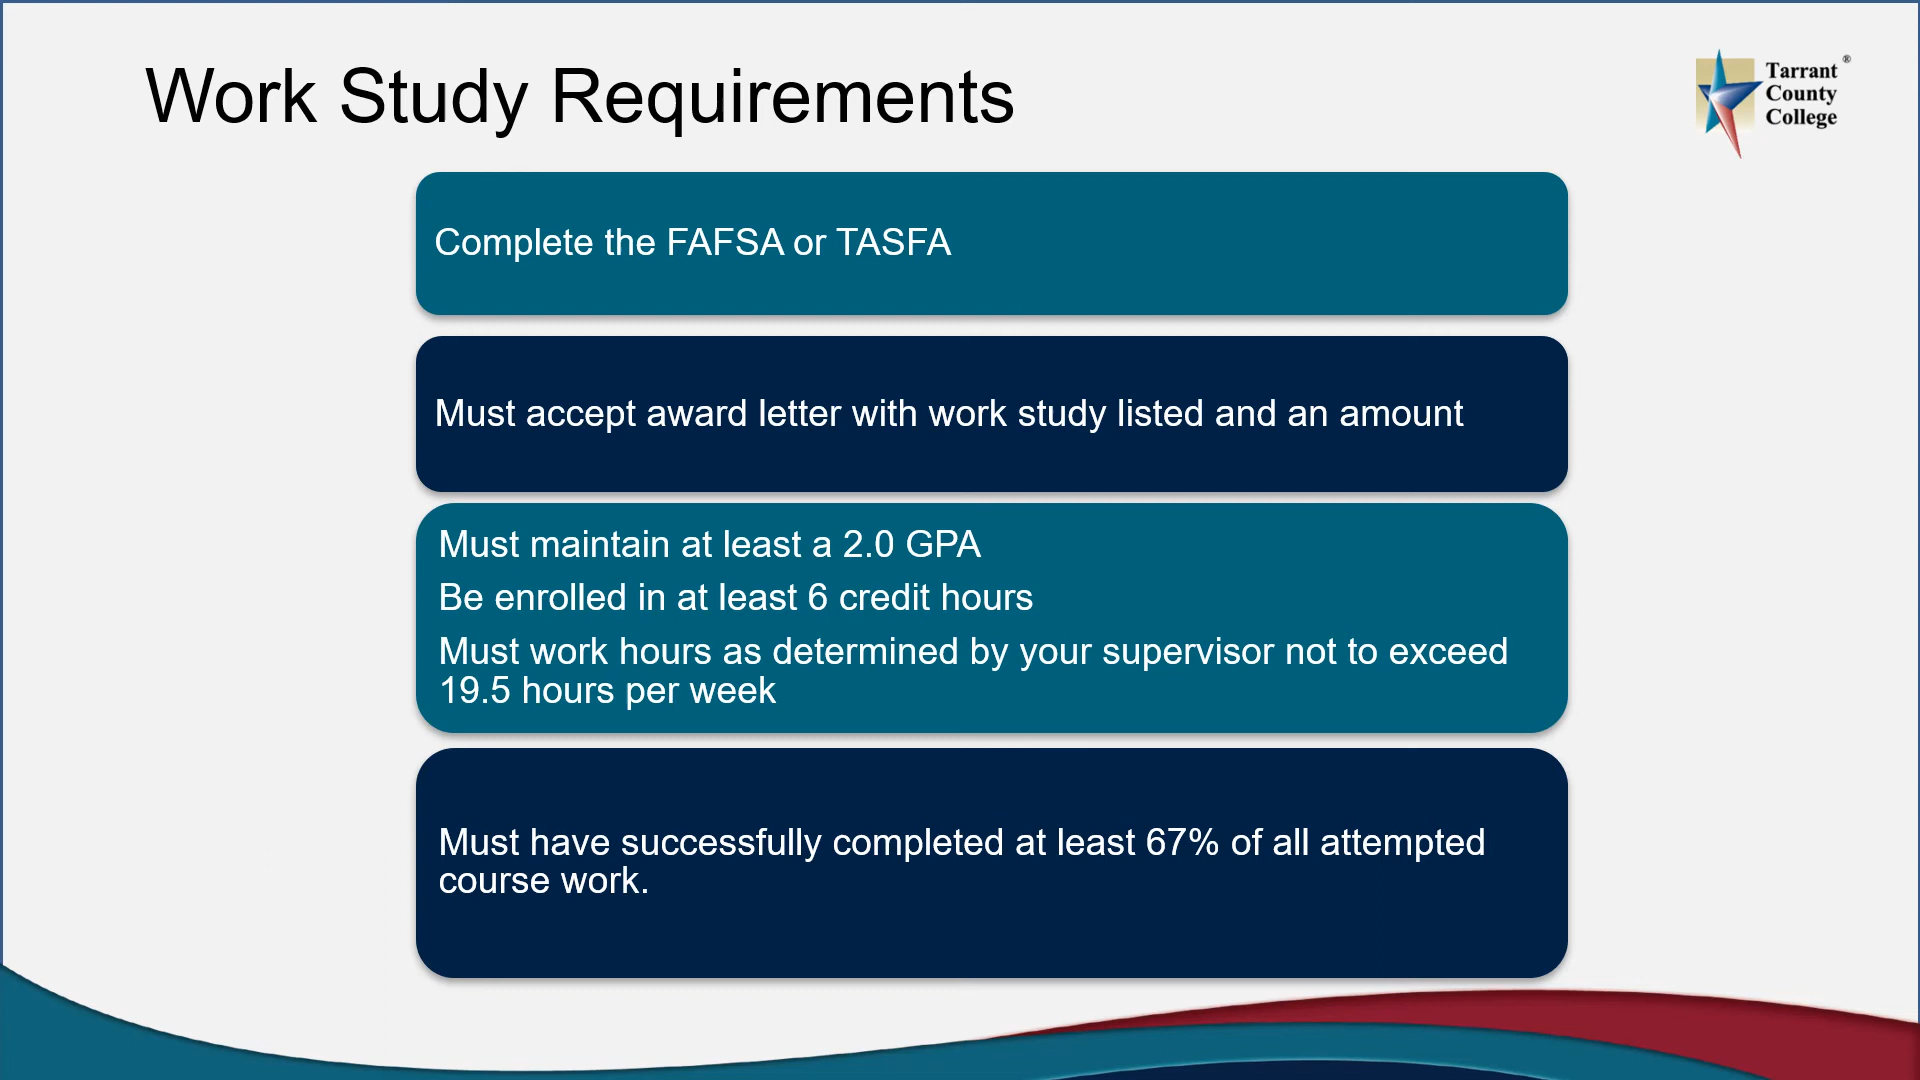 Work Study Requirements
Tarrant ®
County
College
Complete the FAFSA or TASFA
Must accept award letter with work study listed and an amount
Must maintain at least a 2.0 GPA
Be enrolled in at least 6 credit hours
Must work hours as determined by your supervisor not to exceed
19.5 hours per week
Must have successfully completed at least 67% of all attempted
course work.